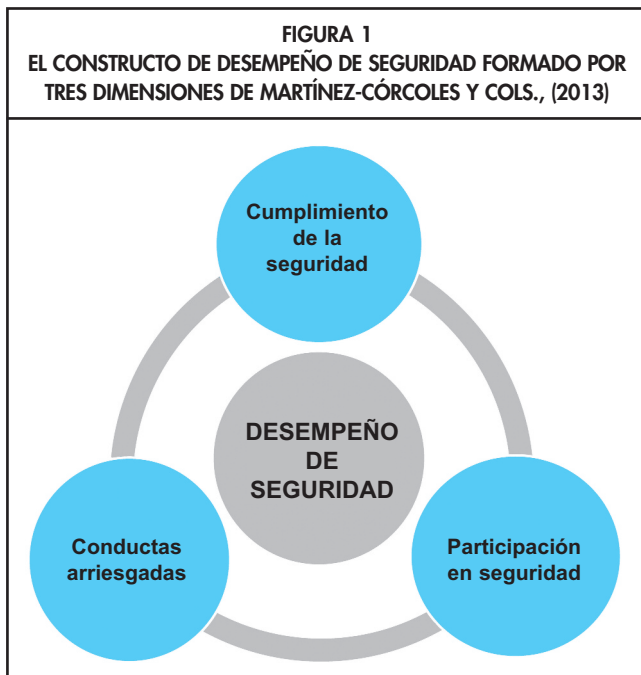 FIGURA 1
EL CONSTRUCTO DE DESEMPEÑO DE SEGURIDAD FORMADO POR
TRES DIMENSIONES DE MARTÍNEZ-CÓRCOLES Y COLS., (2013)
Cumplimiento
de la
seguridad
DESEMPEÑO
DE
SEGURIDAD
Conductas
arriesgadas
Participación
en seguridad